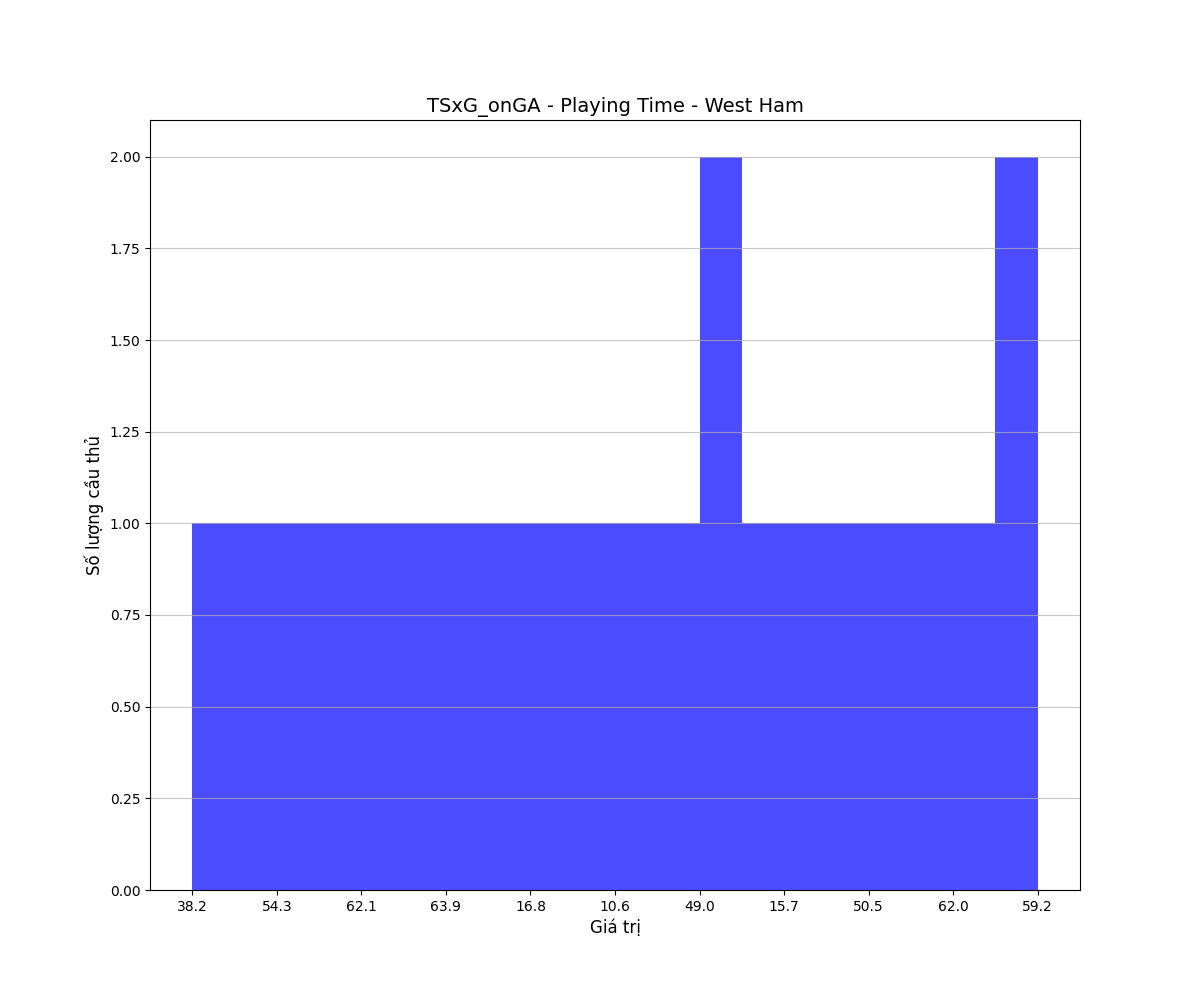 TSxG_onGA - Playing Time - West Ham
Số lượng cầu thủ
2.00
1.75
1.50
1.25
1.00
0.75
0.50
0.25
0.00
38.2 54.3 62.1 63.9 16.8 10.6 49.0 15.7 50.5 62.0 59.2
Giá trị